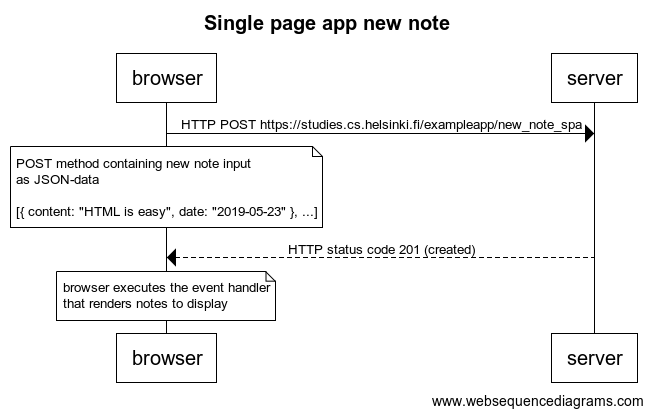 Single page app new note
browser
server
HTTP POST https://studies.cs.helsinki.fi/exampleapp/new_note_spa
POST method containing new note input
as JSON-data
[{ content: "HTML is easy", date: "2019-05-23" }, ...]
HTTP status code 201 (created)
browser executes the event handler
that renders notes to display
browser
server
www.websequencediagrams.com